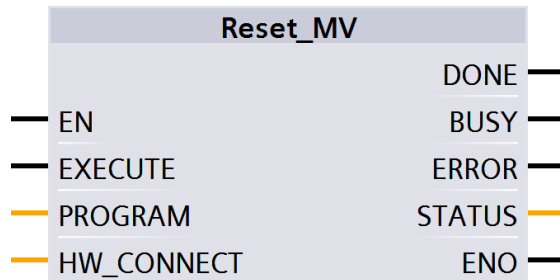 Reset_MV
DONE
EN BUSY
EXECUTE ERROR
PROGRAM STATUS
HW_CONNECT ENO